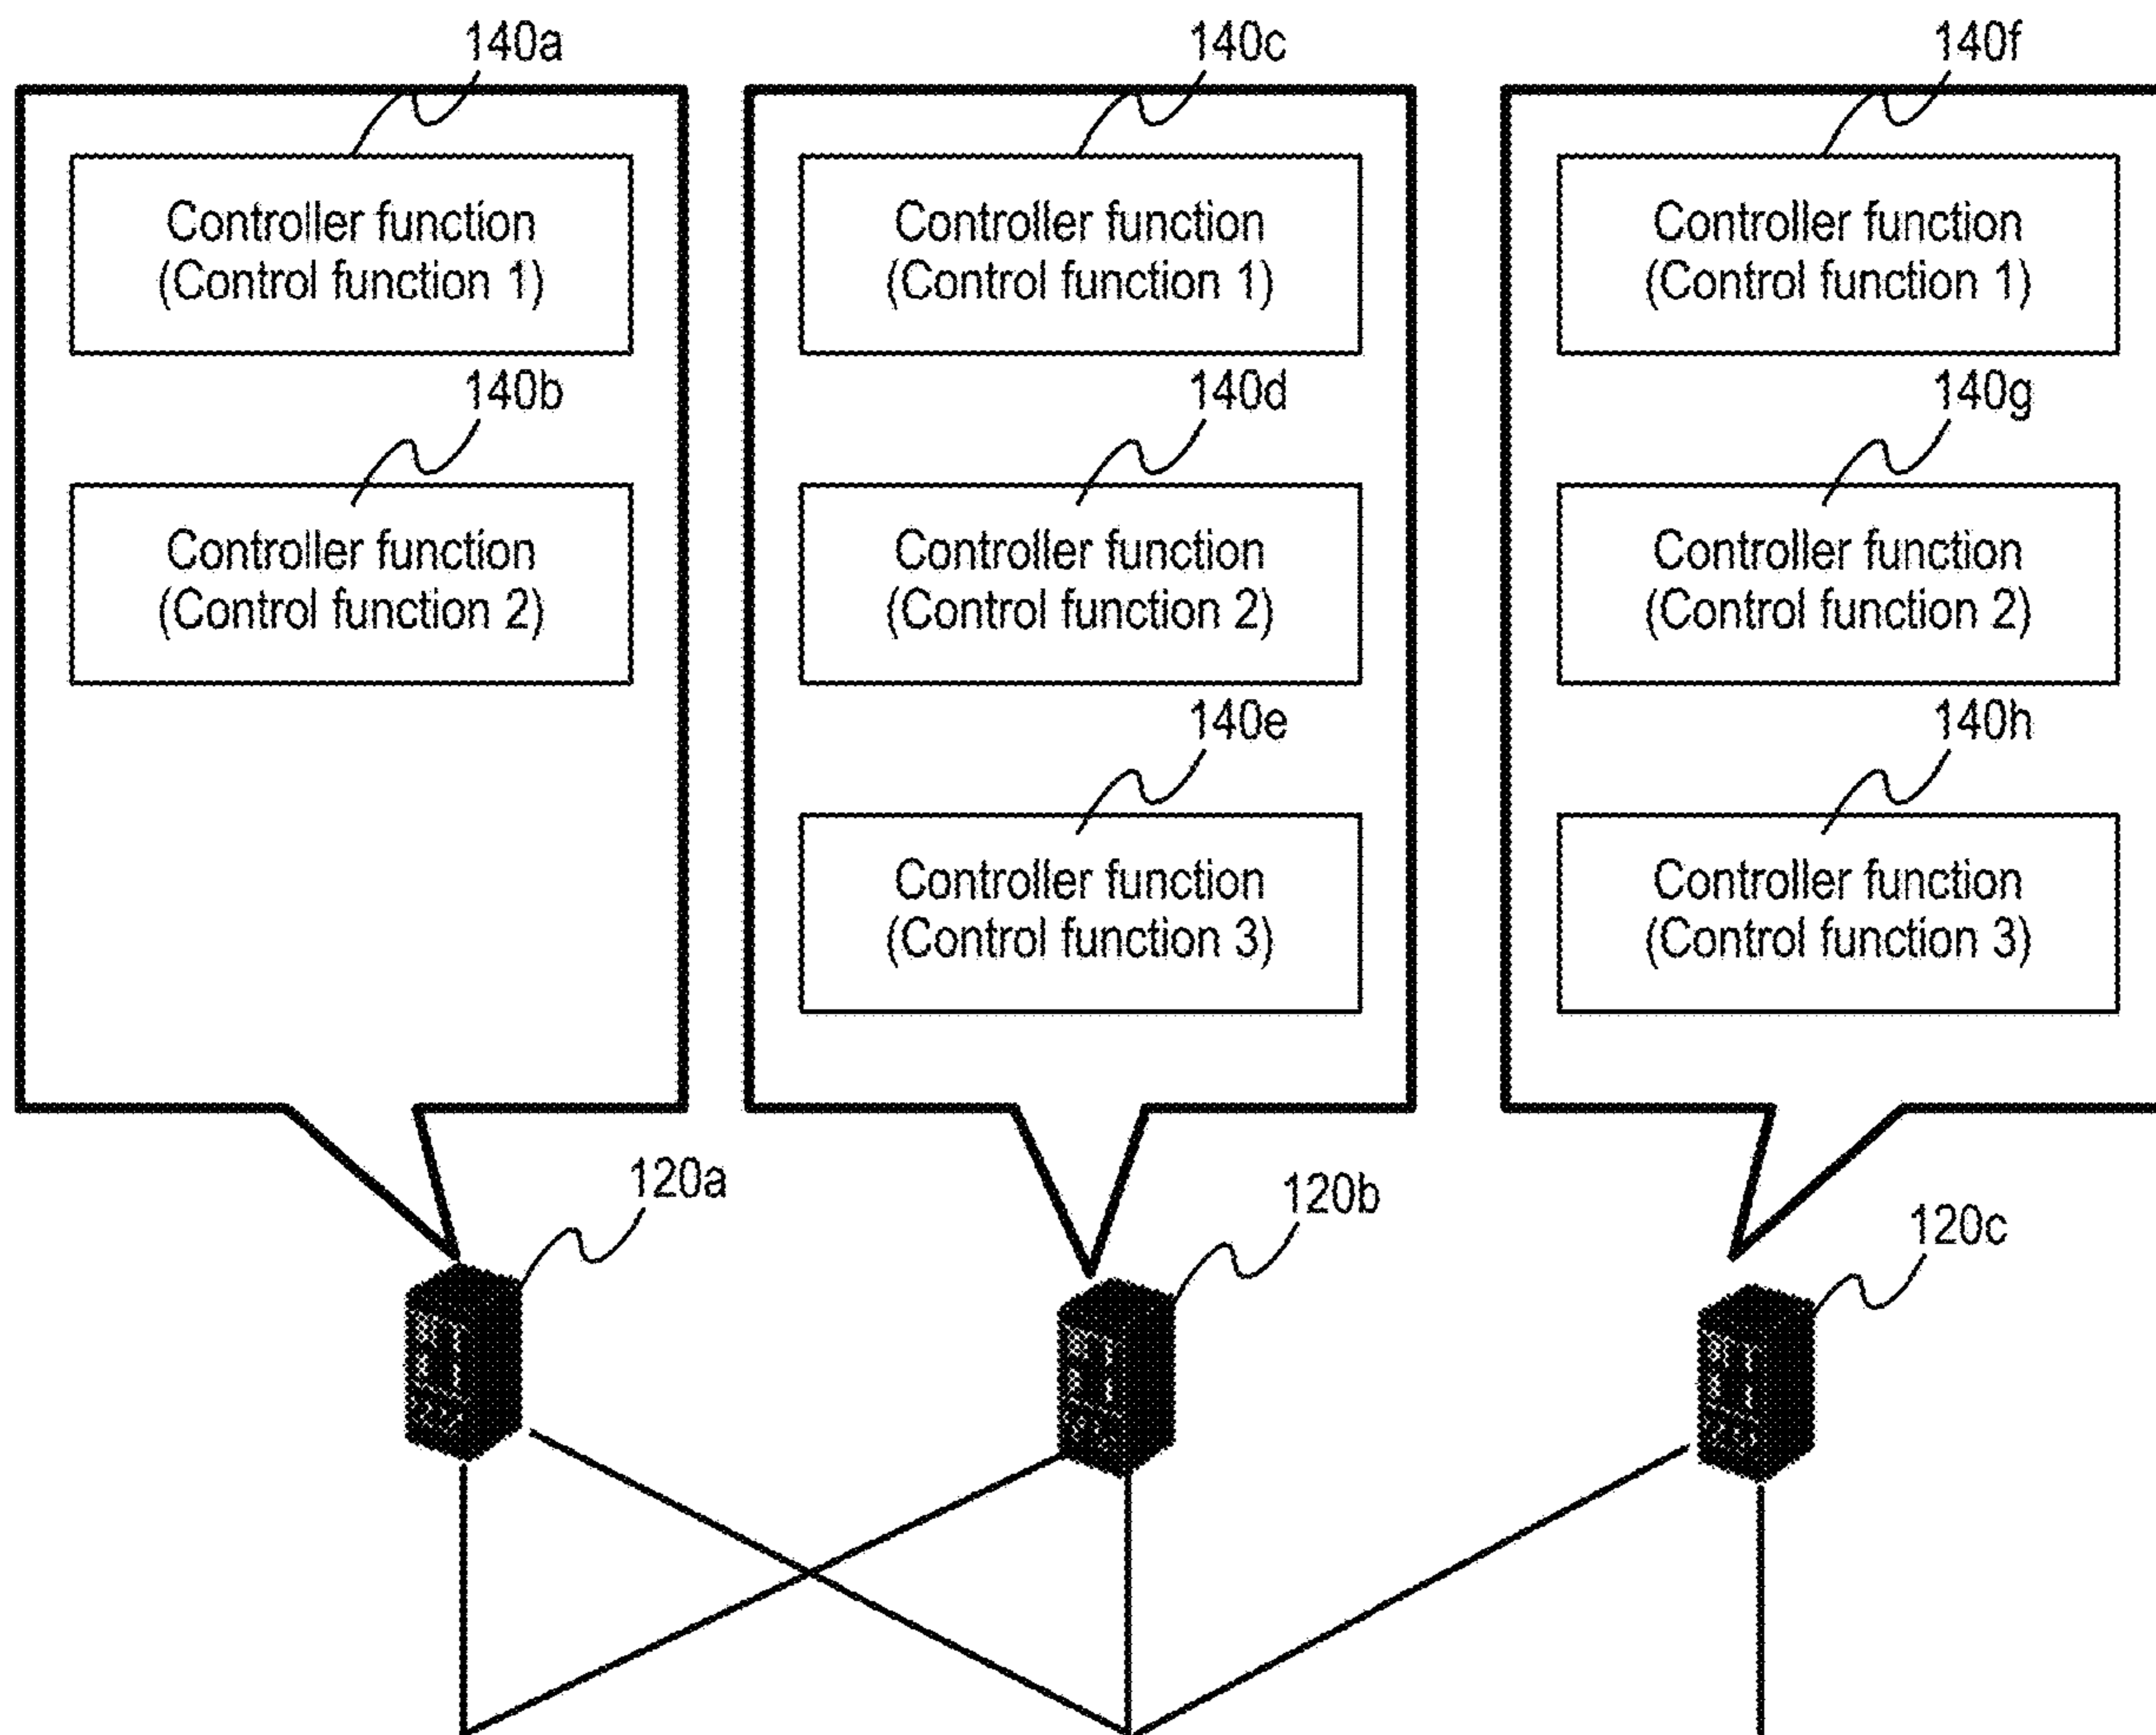 140a
140c
140f
Controller function
(Control function 1)
Controller function
(Control function 1)
Controller function
(Control function 1)
140b
140d
140g
Controller function
(Control function 2)
Controller function
(Control function 2)
Controller function
(Control function 2)
140e
140h
Controller function
(Control function 3)
Controller function
(Control function 3)
120a
120b
120c